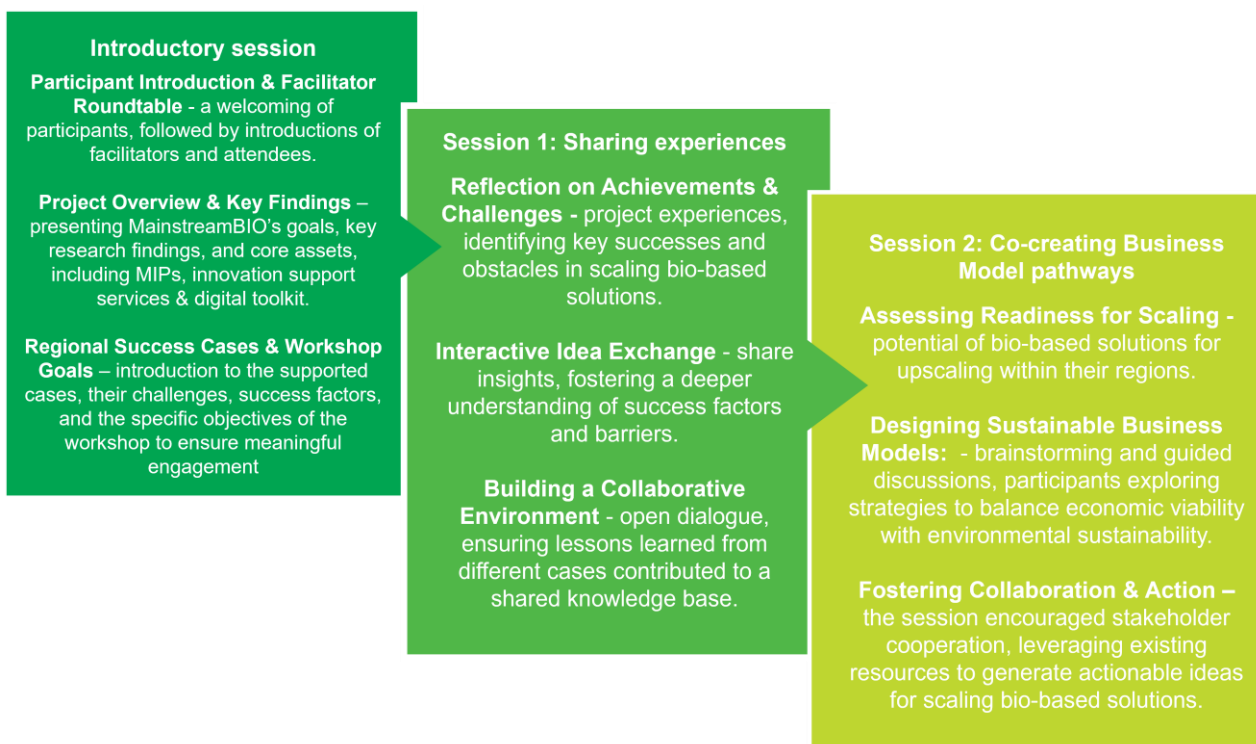 Introductory session
Participant Introduction & Facilitator
Roundtable - a welcoming of
participants, followed by introductions of
facilitators and attendees.
Project Overview & Key Findings –
presenting MainstreamBIO's goals, key
research findings, and core assets,
including MIPs, innovation support
services & digital toolkit.
Regional Success Cases & Workshop
Goals – introduction to the supported
cases, their challenges, success factors,
and the specific objectives of the
workshop to ensure meaningful
engagement
Session 1: Sharing experiences
Reflection on Achievements &
Challenges - project experiences,
identifying key successes and
obstacles in scaling bio-based
solutions.
Interactive Idea Exchange - share
insights, fostering a deeper
understanding of success factors
and barriers.
Building a Collaborative
Environment - open dialogue,
ensuring lessons learned from
different cases contributed to a
shared knowledge base.
Session 2: Co-creating Business
Model pathways
Assessing Readiness for Scaling -
potential of bio-based solutions for
upscaling within their regions.
Designing Sustainable Business
Models: - brainstorming and guided
discussions, participants exploring
strategies to balance economic viability
with environmental sustainability.
Fostering Collaboration & Action –
the session encouraged stakeholder
cooperation, leveraging existing
resources to generate actionable ideas
for scaling bio-based solutions.